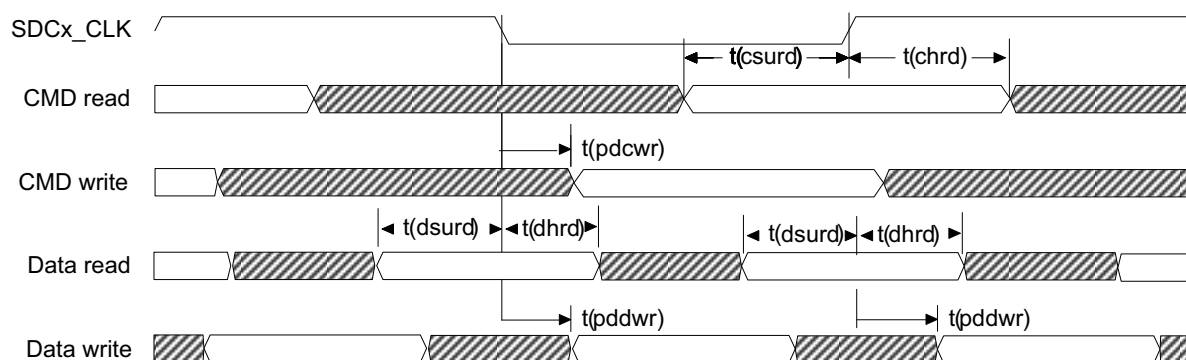 SDCx_CLK
t(csurd)
t(chrd)
CMD read
t(pdcwr)
CMD write
t(dsurd)
t(dhrd)
t(dsurd)
t(dhrd)
Data read
t(pddwr)
t(pddwr)
Data write